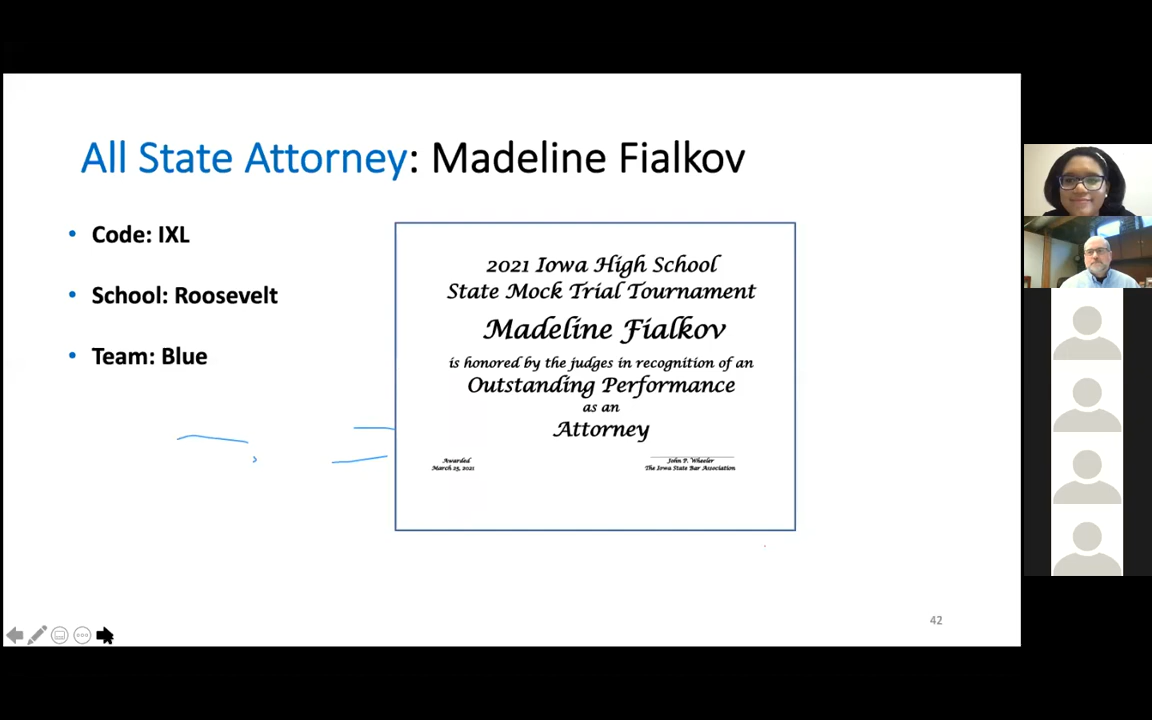 All State Attorney: Madeline Fialkov
• Code: IXL
• School: Roosevelt
• Team: Blue
2021 Iowa High School
State Mock Trial Tournament
Madeline Fialkov
is honored by the judges in recognition of an
Outstanding Performance
as an
Attorney
Awarded
March 25, 2021
John P. Wheeler
The Iowa State Bar Association
42